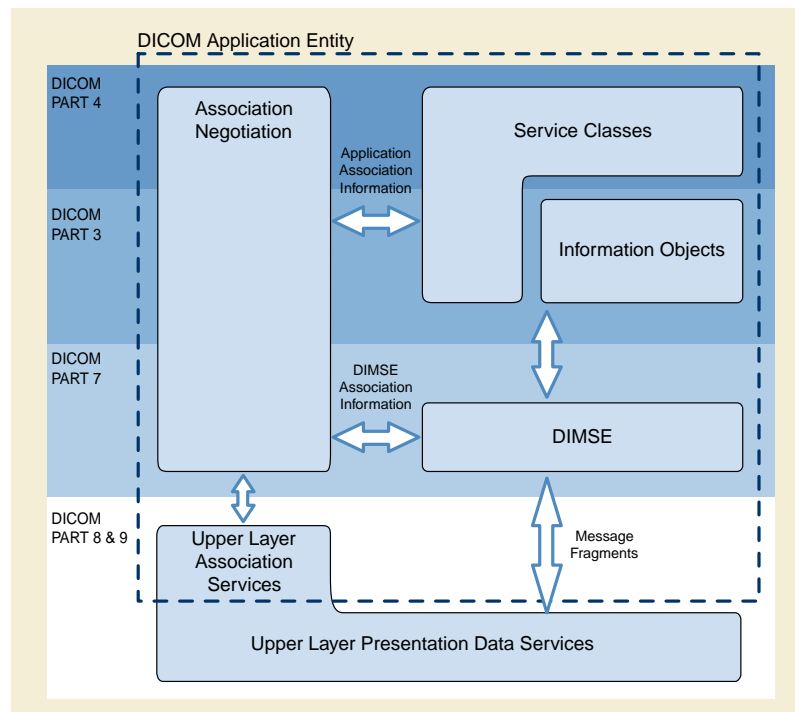 DICOM Application Entity
DICOM
PART 4
Association
Negotiation
Service Classes
Application
Association
Information
DICOM
PART 3
Information Objects
DICOM
PART 7
DIMSE
Association
Information
DIMSE
DICOM
PART 8 & 9
Upper Layer
Association
Services
Message
Fragments
Upper Layer Presentation Data Services